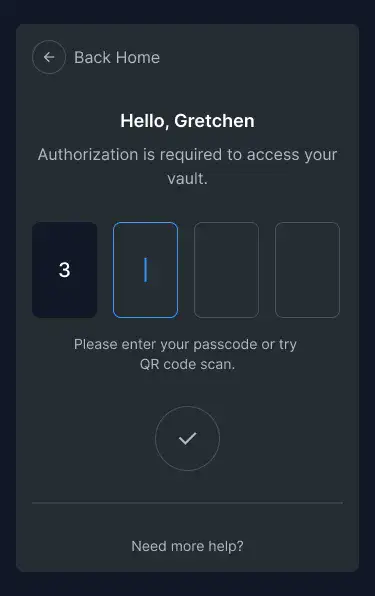 Back Home
Hello, Gretchen
Authorization is required to access your
vault.
3
Please enter your passcode or try
QR code scan.
Need more help?